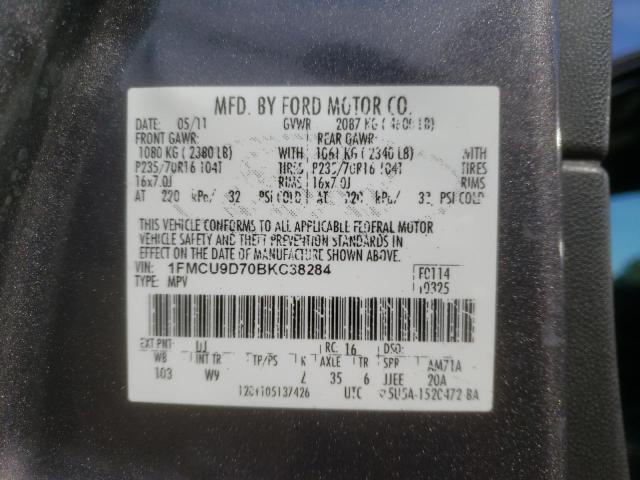 MFD. BY FORD MOTOR CO.
DATE: 05/11 GVWR 2087 KG ( 4600 LB)
FRONT GAWR: REAR GAWR:
1080 KG ( 2380 LB) WITH 1061 KG ( 2340 LB) WITH
P235/70R16 104T TIRES P235/70R16 104T TIRES
16x7.0J RIMS 16x7.0J RIMS
AT 220 kPa/ 32 PSI COLD AT 220 kPa/ 32 PSI COLD
THIS VEHICLE CONFORMS TO ALL APPLICABLE FEDERAL MOTOR
VEHICLE SAFETY AND THEFT PREVENTION STANDARDS IN
EFFECT ON THE DATE OF MANUFACTURE SHOWN ABOVE.
VIN: 1FMCU9D70BKC38284 FC114
TYPE: MPV 19325
EXT PNT: UJ RC: 16 DSO:
WB INT TR TP/PS R AXLE TR SPR AM71A
103 W9 L 35 6 JJEE 20A
UTC